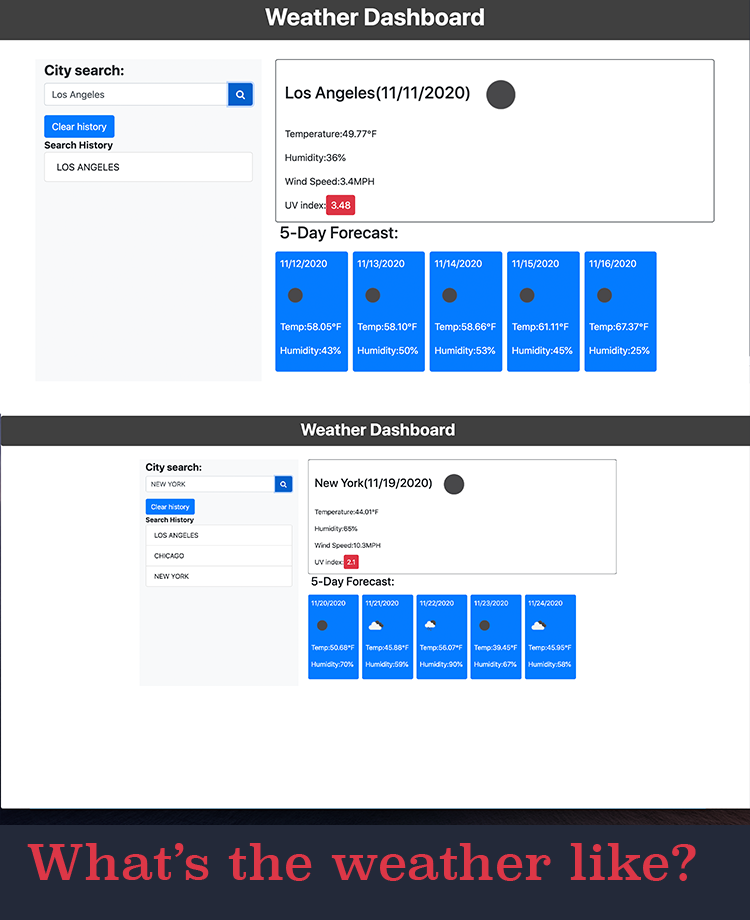 Weather Dashboard
City search:
Los Angeles
Clear history
Search History
LOS ANGELES
Los Angeles(11/11/2020)
Temperature:49.77°F
Humidity:36%
Wind Speed:3.4MPH
UV index:3.48
5-Day Forecast:
11/12/2020 11/13/2020 11/14/2020 11/15/2020 11/16/2020
Temp:58.05°F Temp:58.10°F Temp:58.66°F Temp:61.11°F Temp:67.37°F
Humidity:43% Humidity:50% Humidity:53% Humidity:45% Humidity:25%
Weather Dashboard
City search:
NEW YORK
Clear history
Search History
LOS ANGELES
CHICAGO
NEW YORK
New York(11/19/2020)
Temperature:44.01°F
Humidity:65%
Wind Speed:10.3MPH
UV index:2.1
5-Day Forecast:
11/20/2020 11/21/2020 11/22/2020 11/23/2020 11/24/2020
Temp:50.68°F Temp:45.88°F Temp:56.07°F Temp:39.45°F Temp:45.95°F
Humidity:70% Humidity:59% Humidity:90% Humidity:67% Humidity:58%
What's the weather like?